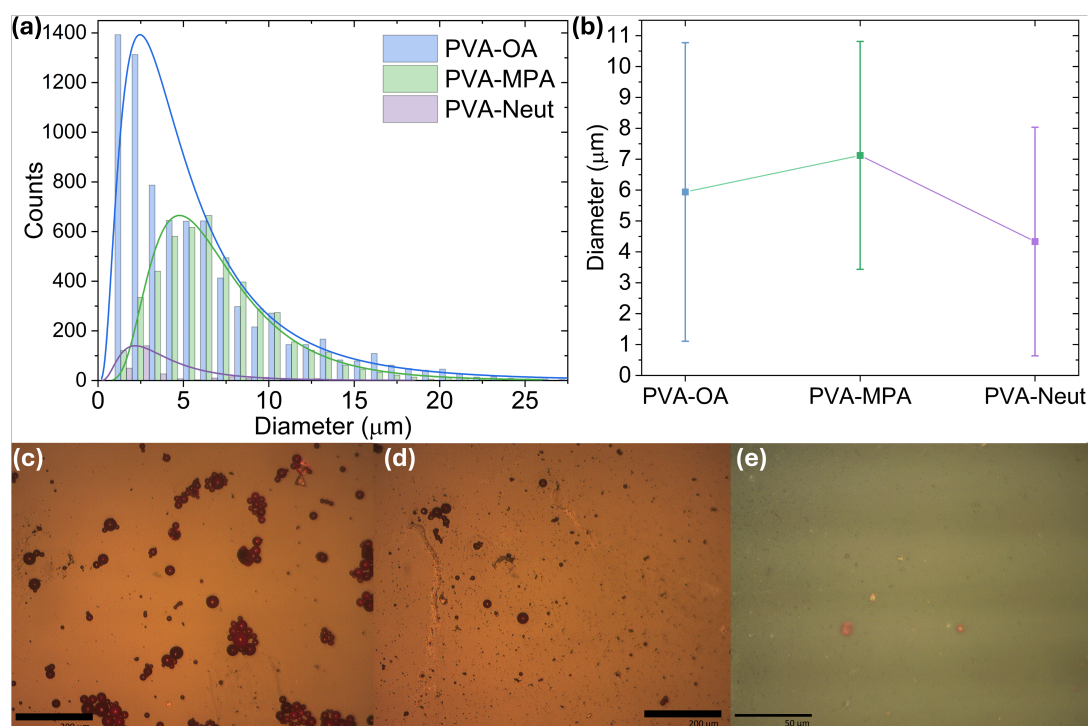 (a)
1400
1200
1000
800
600
400
200
0
Counts
0 5 10 15 20 25
Diameter (μm)
PVA-OA
PVA-MPA
PVA-Neut
(b)
11
10
9
8
7
6
5
4
3
2
1
0
Diameter (μm)
PVA-OA PVA-MPA PVA-Neut
(c)
200 μm
(d)
200 μm
(e)
50 μm